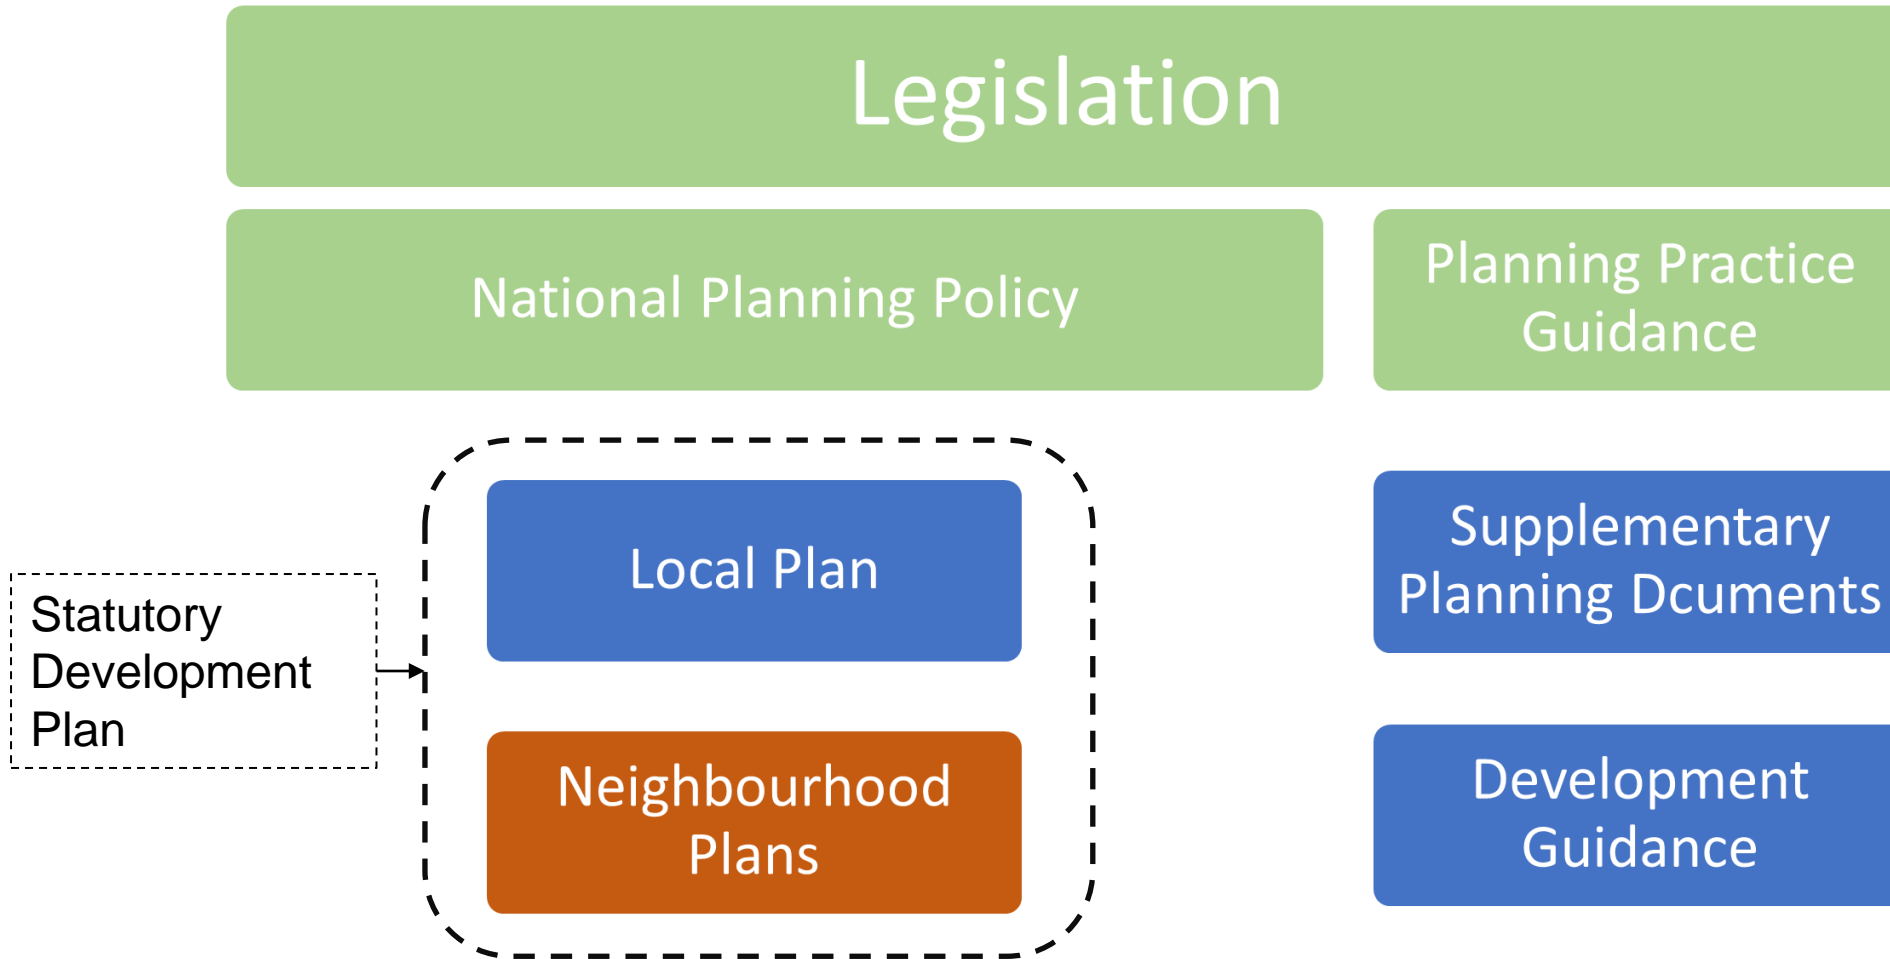 Legislation
National Planning Policy
Planning Practice
Guidance
Statutory
Development
Plan
Local Plan
Neighbourhood
Plans
Supplementary
Planning Dcuments
Development
Guidance